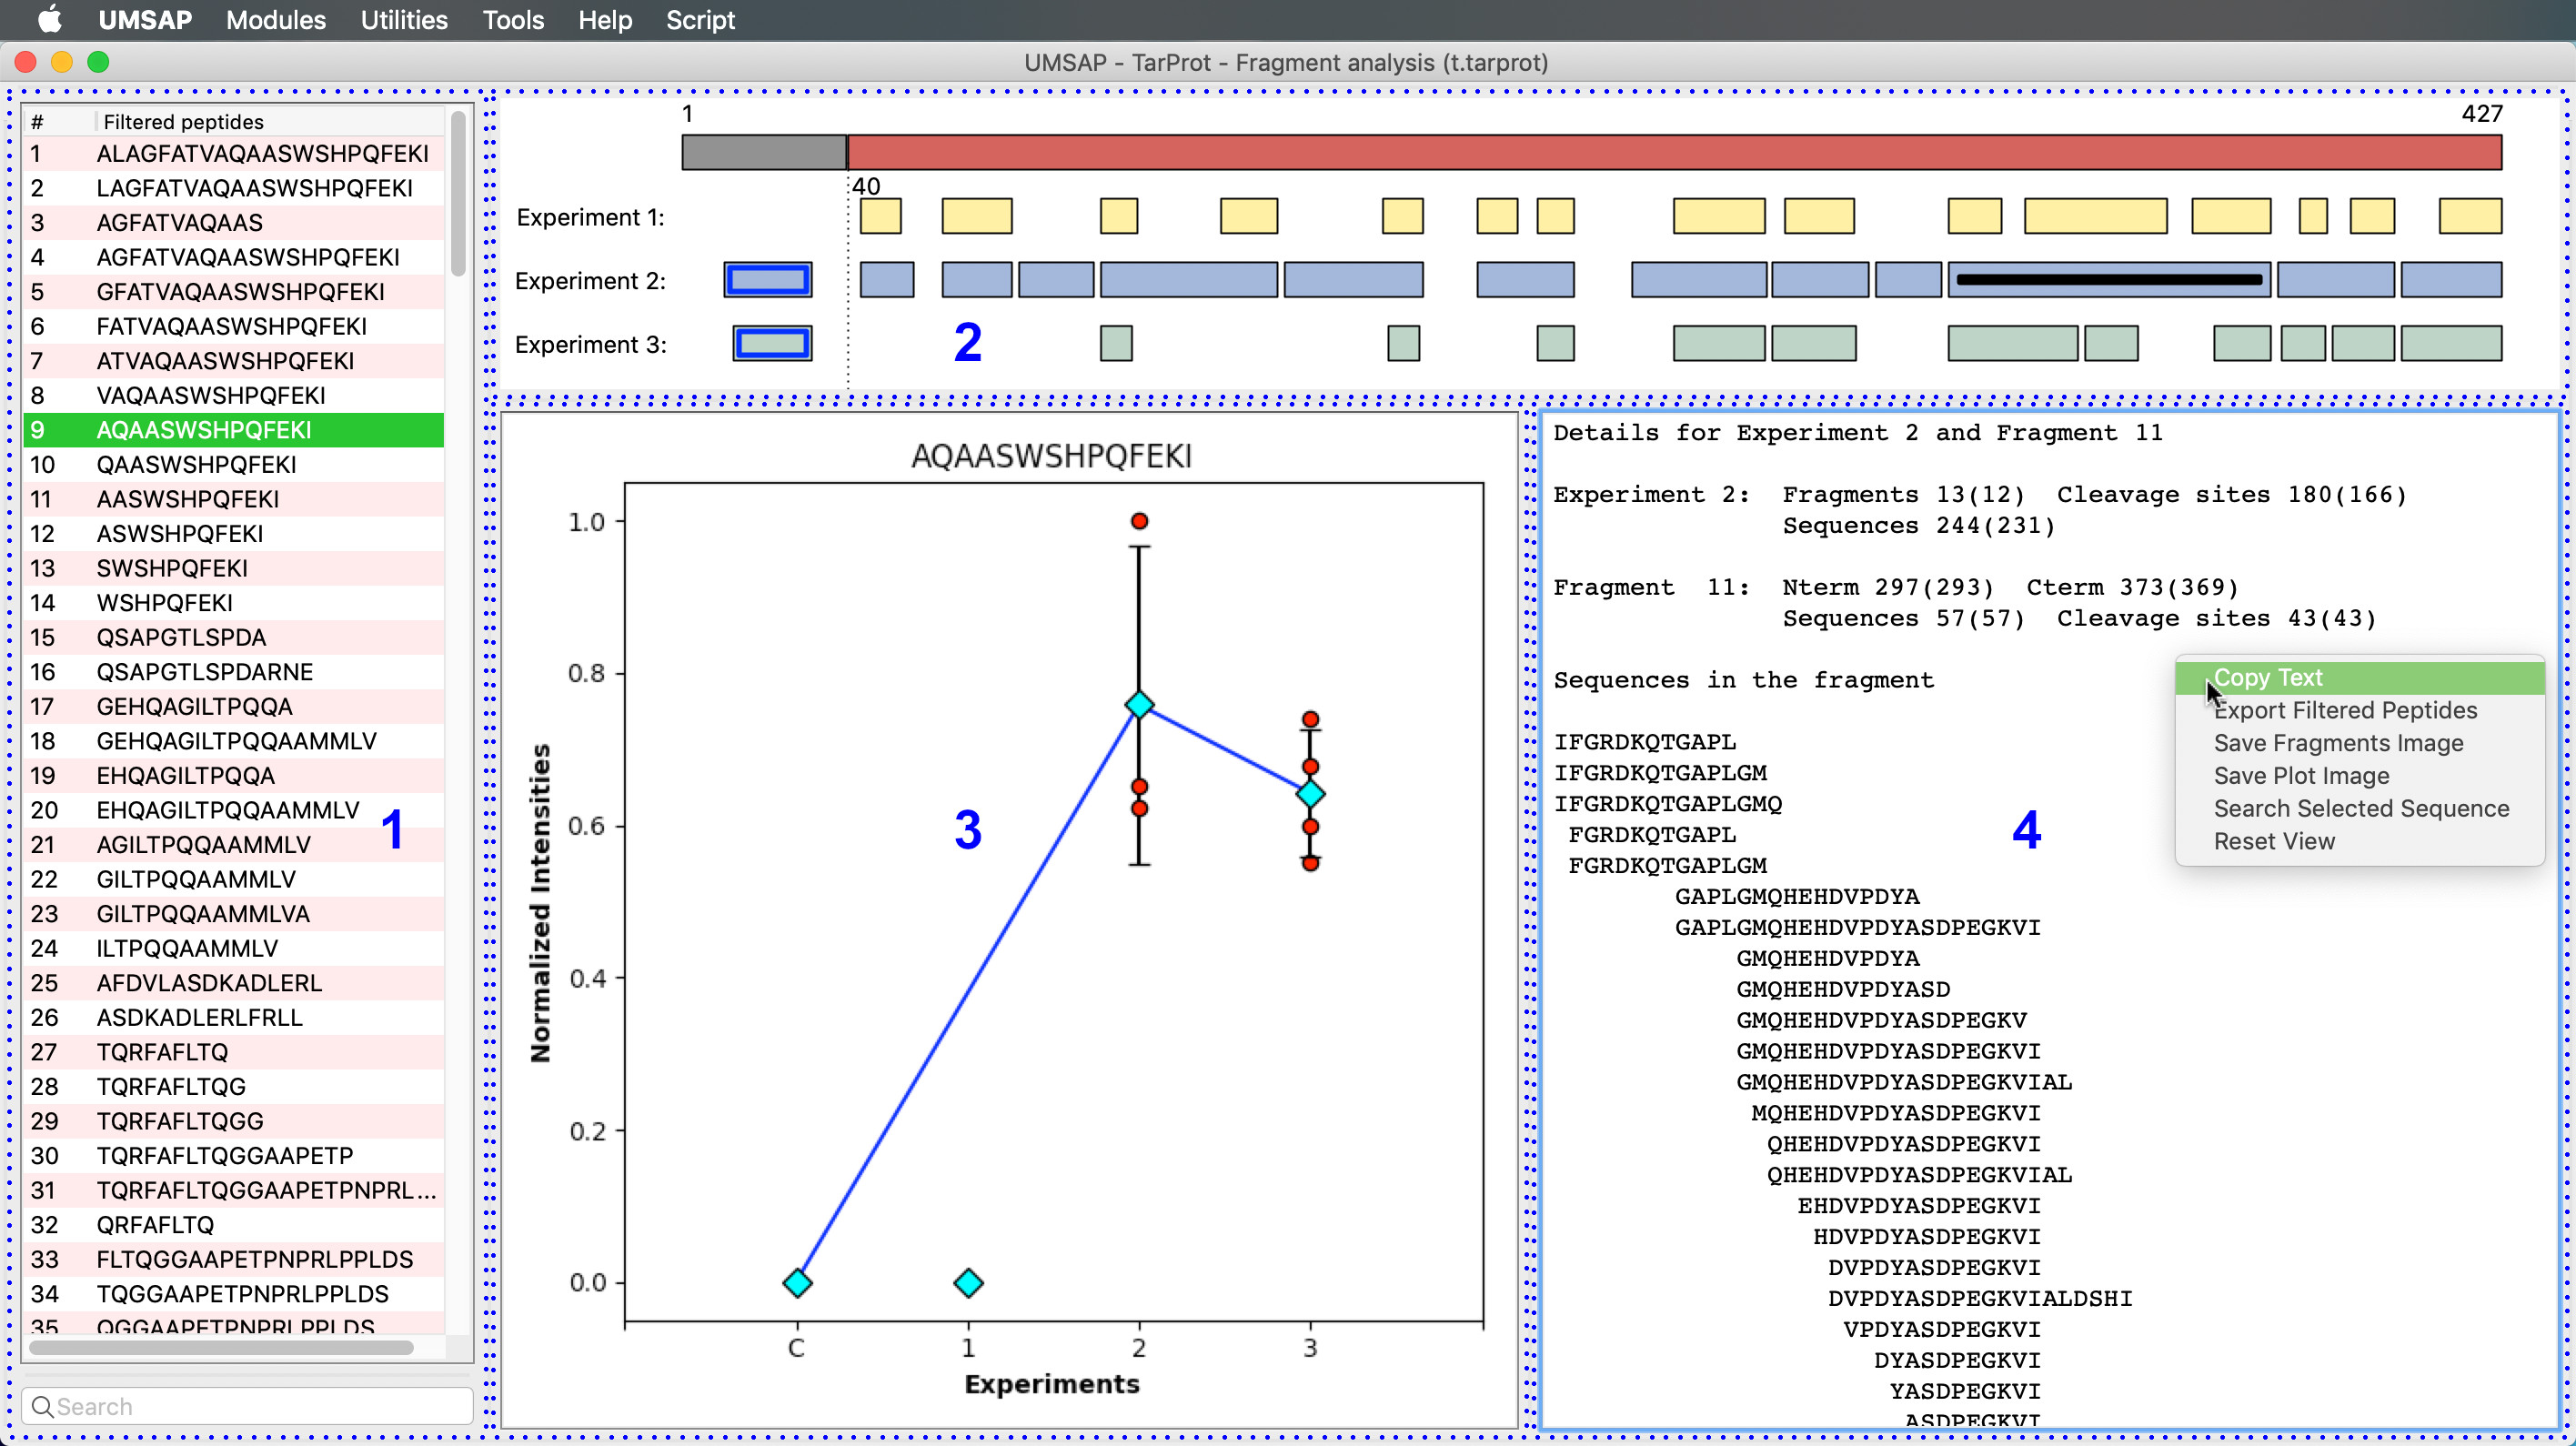 UMSAP Modules Utilities Tools Help Script
UMSAP - TarProt - Fragment analysis (t.tarprot)
# Filtered peptides
1 ALAGFATVAQAASWSHPQFEKI
2 LAGFATVAQAASWSHPQFEKI
3 AGFATVAQAAS
4 AGFATVAQAASWSHPQFEKI
5 GFATVAQAASWSHPQFEKI
6 FATVAQAASWSHPQFEKI
7 ATVAQAASWSHPQFEKI
8 VAQAASWSHPQFEKI
9 AQAASWSHPQFEKI
10 QAASWSHPQFEKI
11 AASWSHPQFEKI
12 ASWSHPQFEKI
13 SWSHPQFEKI
14 WSHPQFEKI
15 QSAPGTLSPDA
16 QSAPGTLSPDARNE
17 GEHQAGILTPQQA
18 GEHQAGILTPQQAAMMLV
19 EHQAGILTPQQA
20 EHQAGILTPQQAAMMLV
21 AGILTPQQAAMMLV
22 GILTPQQAAMMLV
23 GILTPQQAAMMLVA
24 ILTPQQAAMMLV
25 AFDVLASDKADLERL
26 ASDKADLERLFRLL
27 TQRFAFLTQ
28 TQRFAFLTQG
29 TQRFAFLTQGG
30 TQRFAFLTQGGAAPETP
31 TQRFAFLTQGGAAPETPNPRL...
32 QRFAFLTQ
33 FLTQGGAAPETPNPRLPPLDS
34 TQGGAAPETPNPRLPPLDS
35 QGGAAPETPNPRLPPLDS
1
Search
1 427
40
Experiment 1:
Experiment 2:
Experiment 3:
2
AQAASWSHPQFEKI
1.0
0.8
0.6
0.4
0.2
0.0
Normalized Intensities
3
C 1 2 3
Experiments
Details for Experiment 2 and Fragment 11
Experiment 2: Fragments 13(12) Cleavage sites 180(166)
Sequences 244(231)
Fragment 11: Nterm 297(293) Cterm 373(369)
Sequences 57(57) Cleavage sites 43(43)
Sequences in the fragment
IFGRDKQTGAPL
IFGRDKQTGAPLGM
IFGRDKQTGAPLGMQ
FGRDKQTGAPL
FGRDKQTGAPLGM
GAPLGMQHEHDVPDYA
GAPLGMQHEHDVPDYASDPEGKVI
GMQHEHDVPDYA
GMQHEHDVPDYASD
GMQHEHDVPDYASDPEGKV
GMQHEHDVPDYASDPEGKVI
GMQHEHDVPDYASDPEGKVIAL
MQHEHDVPDYASDPEGKVI
QHEHDVPDYASDPEGKVI
QHEHDVPDYASDPEGKVIAL
EHDVPDYASDPEGKVI
HDVPDYASDPEGKVI
DVPDYASDPEGKVI
DVPDYASDPEGKVIALDSHI
VPDYASDPEGKVI
DYASDPEGKVI
YASDPEGKVI
ASDPEGKVI
4
Copy Text
Export Filtered Peptides
Save Fragments Image
Save Plot Image
Search Selected Sequence
Reset View